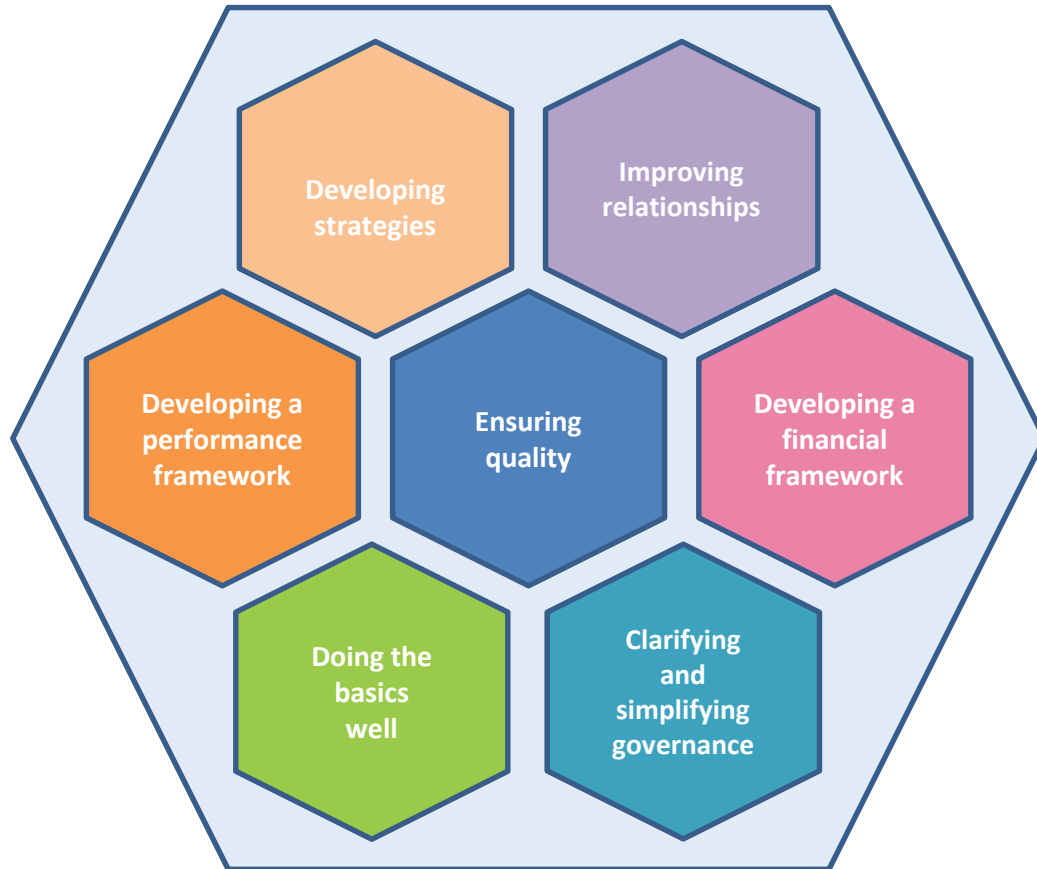 Developing
strategies
Improving
relationships
Developing a
performance
framework
Ensuring
quality
Developing a
financial
framework
Doing the
basics
well
Clarifying
and
simplifying
governance